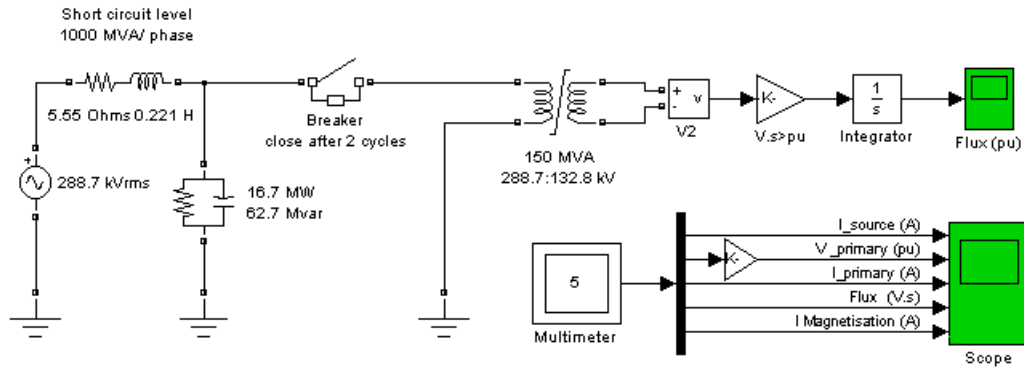 Short circuit level
1000 MVA/ phase
5.55 Ohms 0.221 H
Breaker
close after 2 cycles
+
288.7 kVrms
16.7 MW
62.7 Mvar
150 MVA
288.7:132.8 kV
+
-
v
V2
K-
V.s>pu
1
s
Integrator
Flux (pu)
5
Multimeter
K-
I_source (A)
V_primary (pu)
I_primary (A)
Flux (V.s)
I Magnetisation (A)
Scope